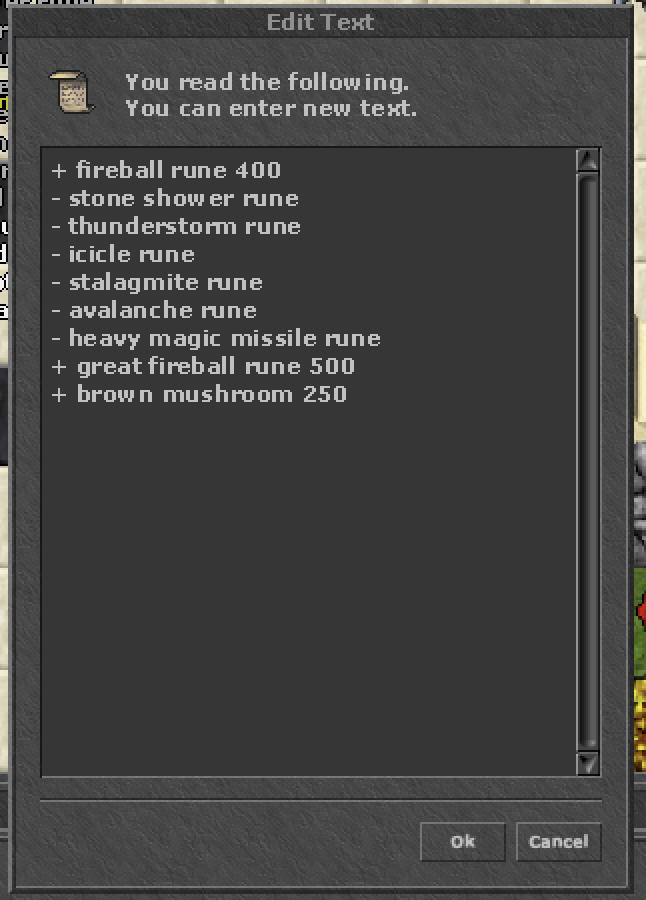 Edit Text
You read the following.
You can enter new text.
+ fireball rune 400
- stone shower rune
- thunderstorm rune
- icicle rune
- stalagmite rune
- avalanche rune
- heavy magic missile rune
+ great fireball rune 500
+ brown mushroom 250
Ok
Cancel